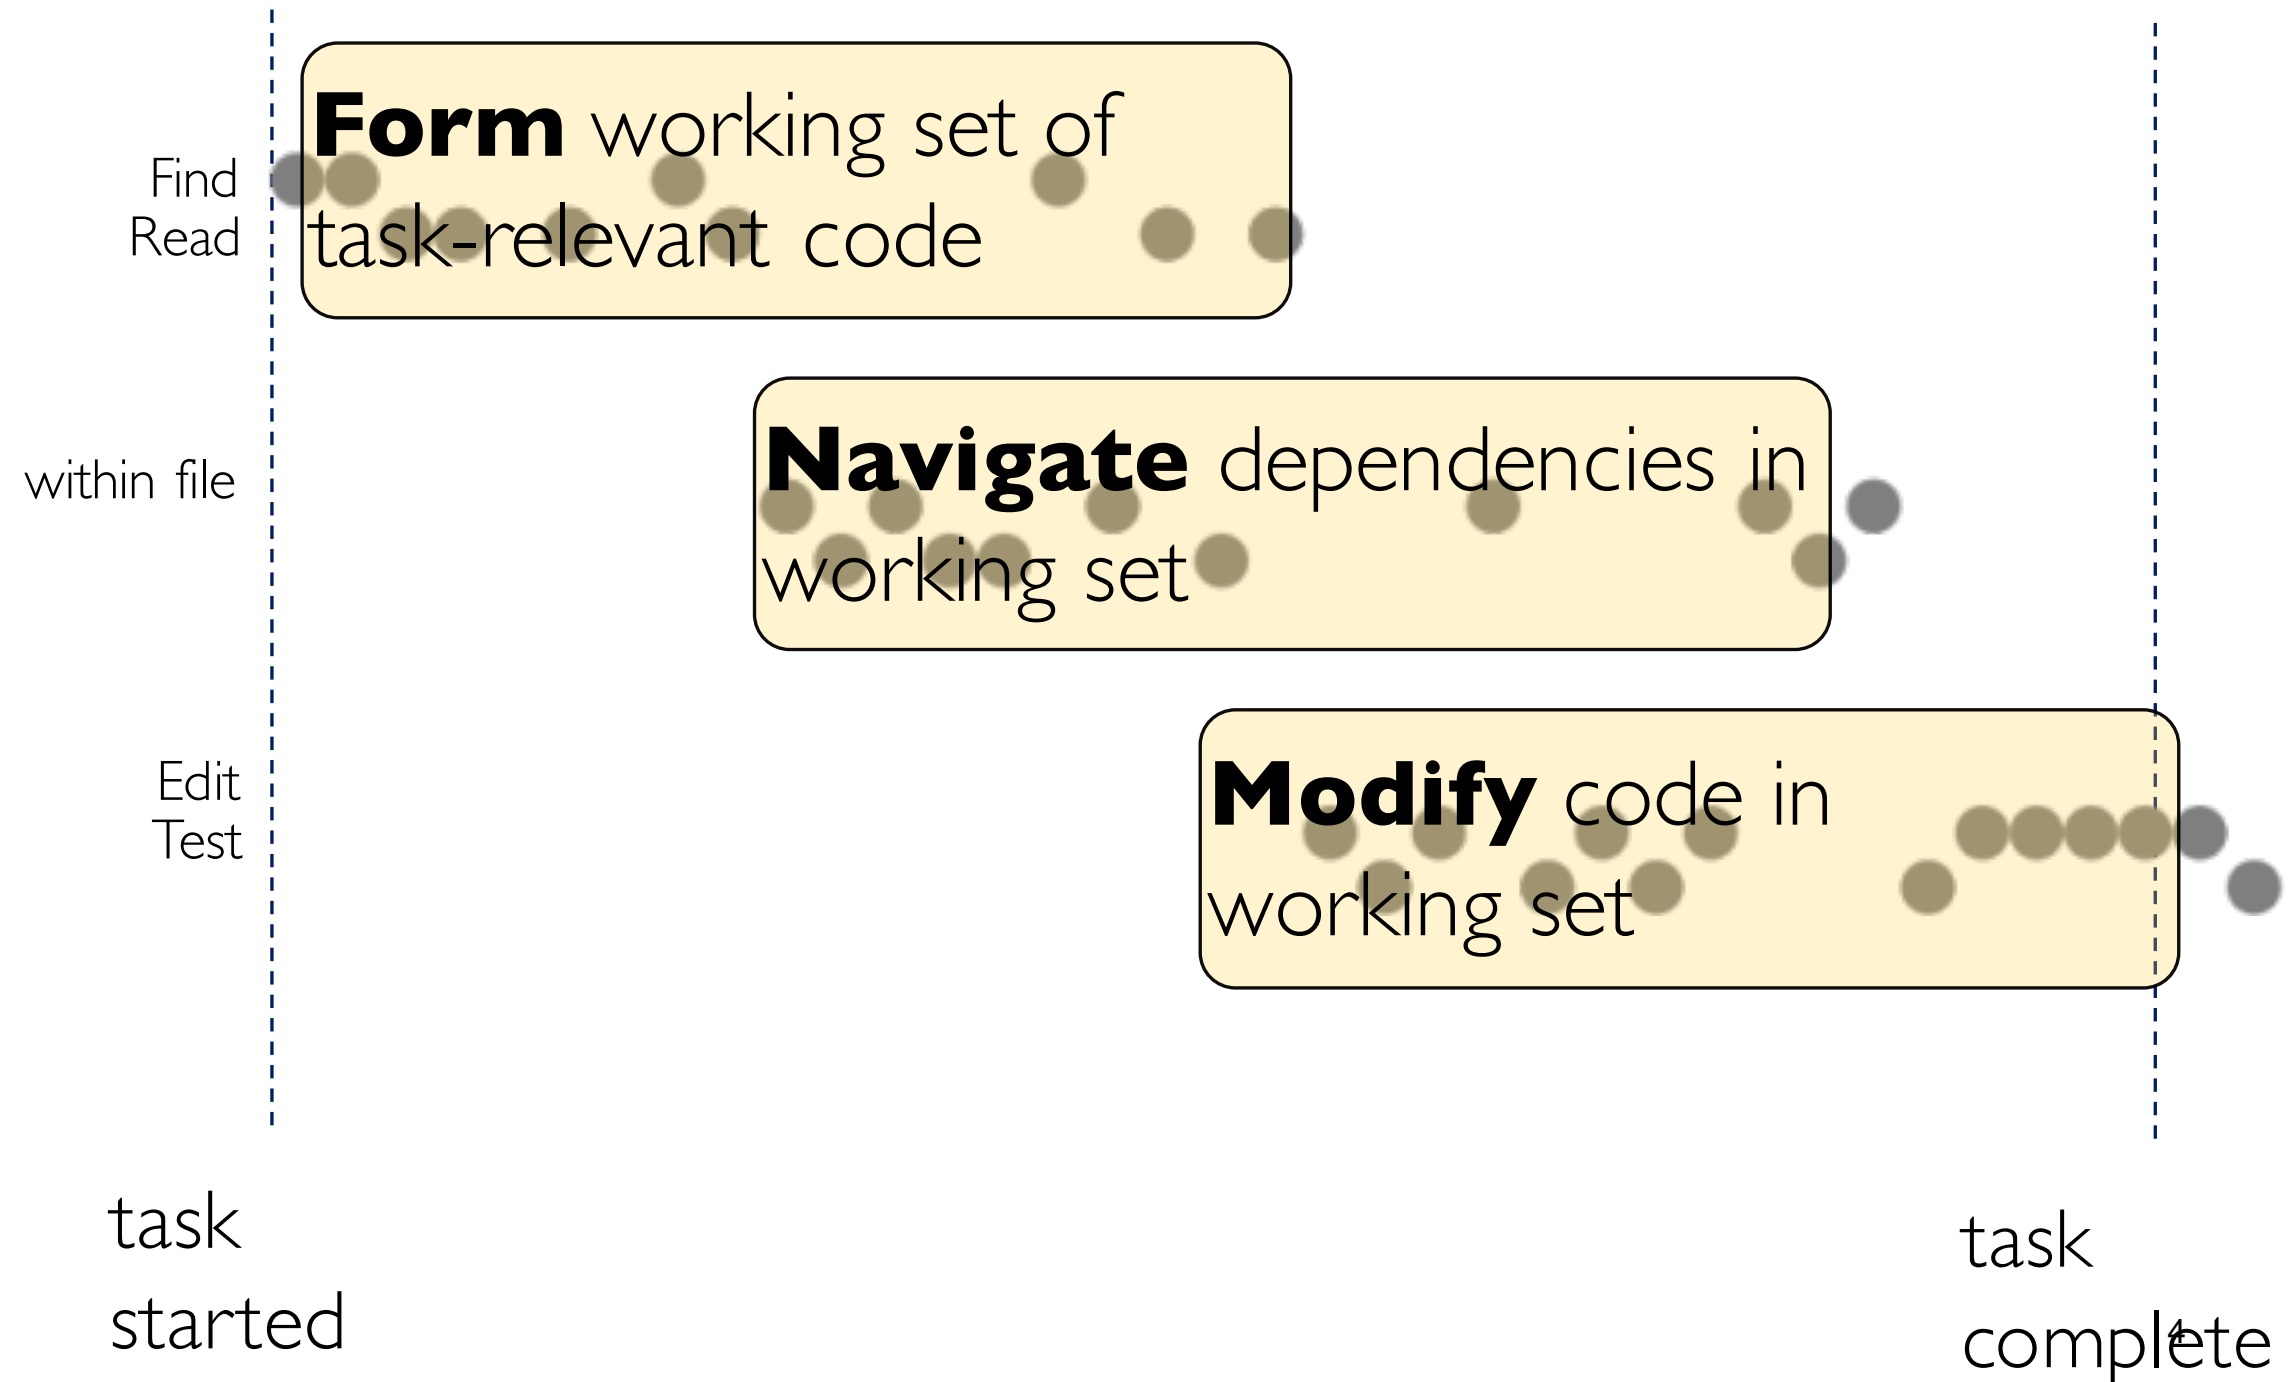 Form working set of
task-relevant code
Find
Read
Navigate dependencies in
working set
within file
Modify code in
working set
Edit
Test
task
started
task
complete
4